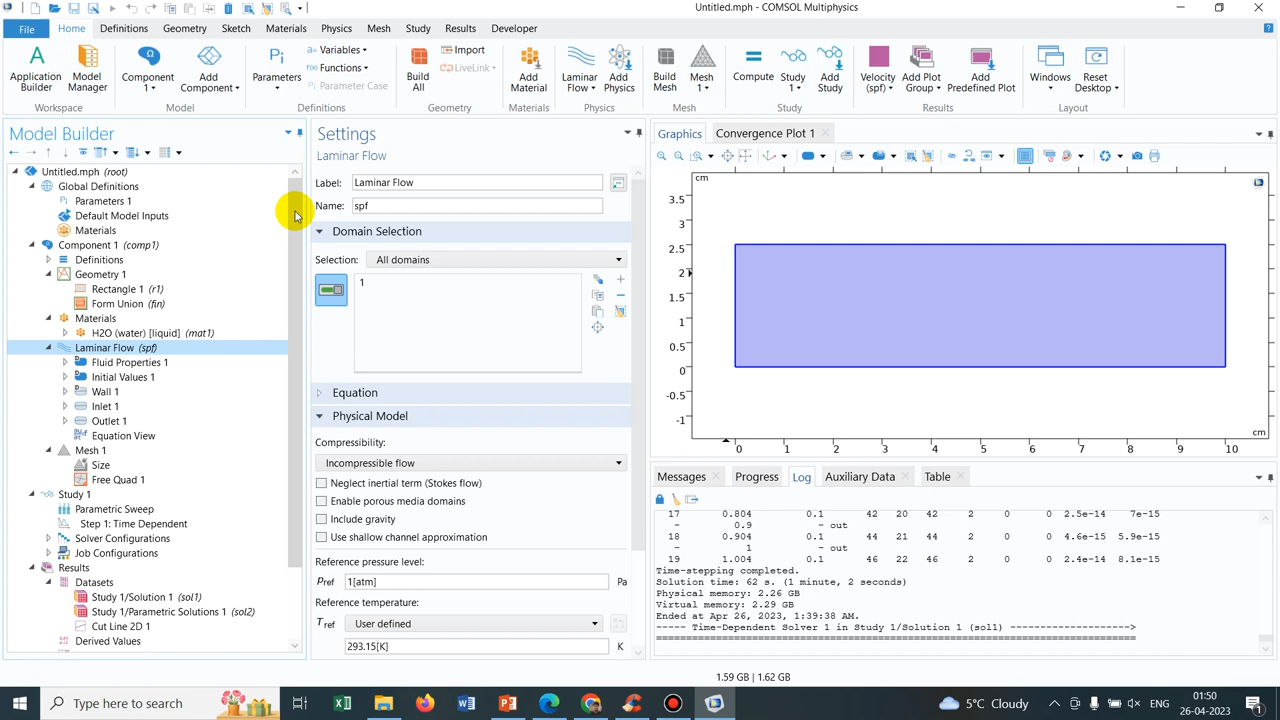 Untitled.mph - COMSOL Multiphysics
File
Home
Definitions
Geometry
Sketch
Materials
Physics
Mesh
Study
Results
Developer
Application Builder
Model Manager
Workspace
Component 1
Add Component
Model
Parameters
a= Variables
f(x) Functions
Pi Parameter Case
Definitions
Build All
Import
LiveLink
Geometry
Add Material
Materials
Laminar Flow
Add Physics
Physics
Build Mesh
Mesh 1
Mesh
Compute
Study 1
Add Study
Study
Velocity (spf)
Add Plot Group
Add Predefined Plot
Results
Windows
Reset Desktop
Layout
Model Builder
Untitled.mph (root)
Global Definitions
Pi Parameters 1
Default Model Inputs
Materials
Component 1 (comp1)
Definitions
Geometry 1
Rectangle 1 (r1)
Form Union (fin)
Materials
H2O (water) [liquid] (mat1)
Laminar Flow (spf)
Fluid Properties 1
Initial Values 1
Wall 1
Inlet 1
Outlet 1
Equation View
Mesh 1
Size
Free Quad 1
Study 1
Parametric Sweep
Step 1: Time Dependent
Solver Configurations
Job Configurations
Results
Datasets
Study 1/Solution 1 (sol1)
Study 1/Parametric Solutions 1 (sol2)
Cut Line 2D 1
Derived Values
Settings
Laminar Flow
Label: Laminar Flow
Name: spf
Domain Selection
Selection: All domains
1
Equation
Physical Model
Compressibility:
Incompressible flow
Neglect inertial term (Stokes flow)
Enable porous media domains
Include gravity
Use shallow channel approximation
Reference pressure level:
Pref 1[atm] Pa
Reference temperature:
Tref User defined
293.15[K] K
Graphics
Convergence Plot 1
cm
3.5
3
2.5
2
1.5
1
0.5
0
-0.5
-1
cm
0 1 2 3 4 5 6 7 8 9 10
Messages
Progress
Log
Auxiliary Data
Table
17 0.804 0.1 42 20 42 2 0 0 2.5e-14 7e-15
- 0.9 - out
18 0.904 0.1 44 21 44 2 0 0 4.6e-15 5.9e-15
- 1 - out
19 1.004 0.1 46 22 46 2 0 0 2.4e-14 8.1e-15
Time-stepping completed.
Solution time: 62 s. (1 minute, 2 seconds)
Physical memory: 2.26 GB
Virtual memory: 2.29 GB
Ended at Apr 26, 2023, 1:39:38 AM.
----- Time-Dependent Solver 1 in Study 1/Solution 1 (sol1) -------------------->
1.59 GB | 1.62 GB
Type here to search
5°C Cloudy
ENG
01:50
26-04-2023